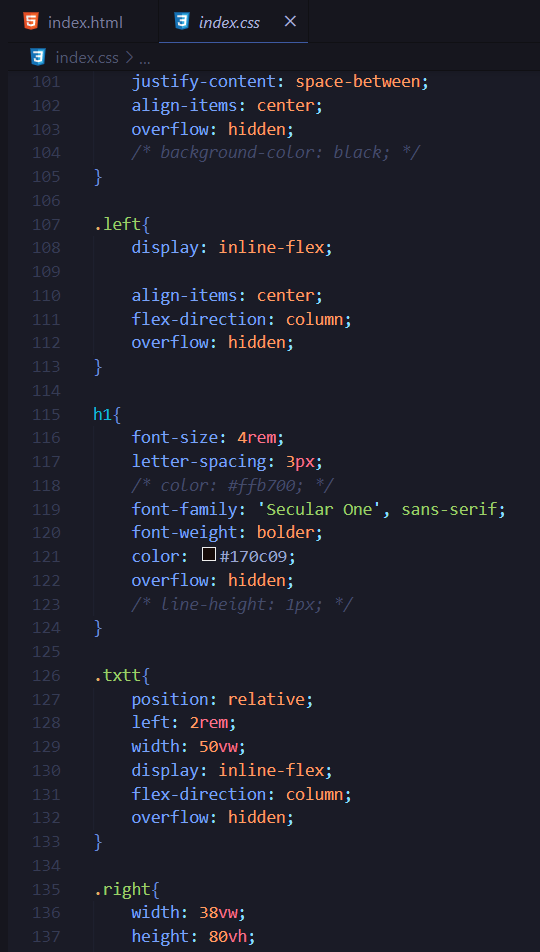 index.html
index.css ×
index.css > ...
101 justify-content: space-between;
102 align-items: center;
103 overflow: hidden;
104 /* background-color: black; */
105 }
106
107 .left{
108 display: inline-flex;
109
110 align-items: center;
111 flex-direction: column;
112 overflow: hidden;
113 }
114
115 h1{
116 font-size: 4rem;
117 letter-spacing: 3px;
118 /* color: #ffb700; */
119 font-family: 'Secular One', sans-serif;
120 font-weight: bolder;
121 color: #170c09;
122 overflow: hidden;
123 /* line-height: 1px; */
124 }
125
126 .txtt{
127 position: relative;
128 left: 2rem;
129 width: 50vw;
130 display: inline-flex;
131 flex-direction: column;
132 overflow: hidden;
133 }
134
135 .right{
136 width: 38vw;
137 height: 80vh;